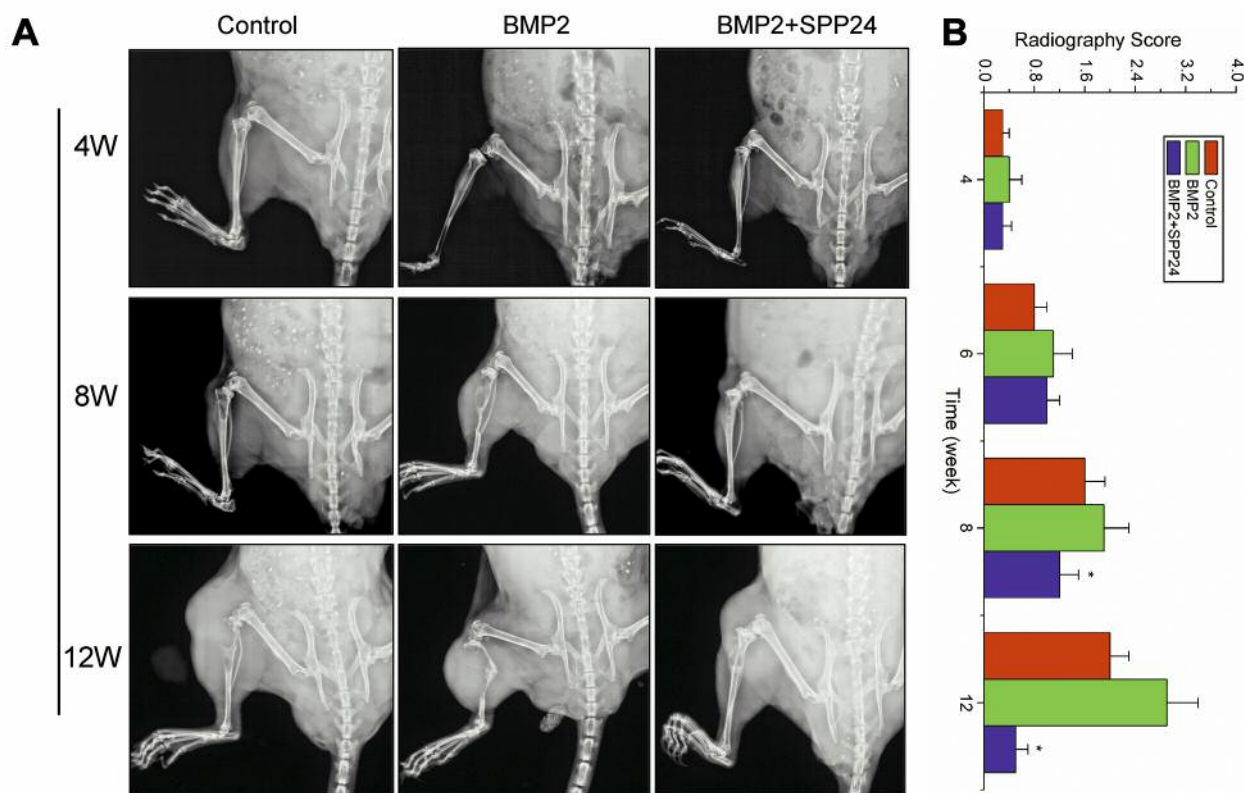 A
Control
BMP2
BMP2+SPP24
4W
8W
12W
B
Radiography Score
0.0
0.8
1.6
2.4
3.2
4.0
Control
BMP2
BMP2+SPP24
4
6
8
12
*
*
Time (week)